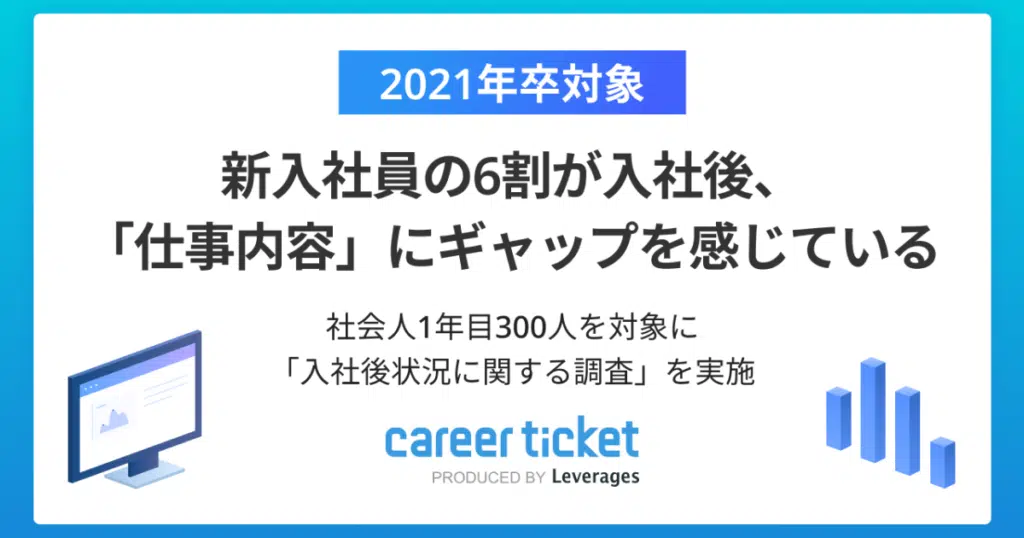 2021年卒対象
新入社員の6割が入社後、
「仕事内容」にギャップを感じている
社会人1年目300人を対象に
「入社後状況に関する調査」を実施
career ticket
PRODUCED BY Leverages